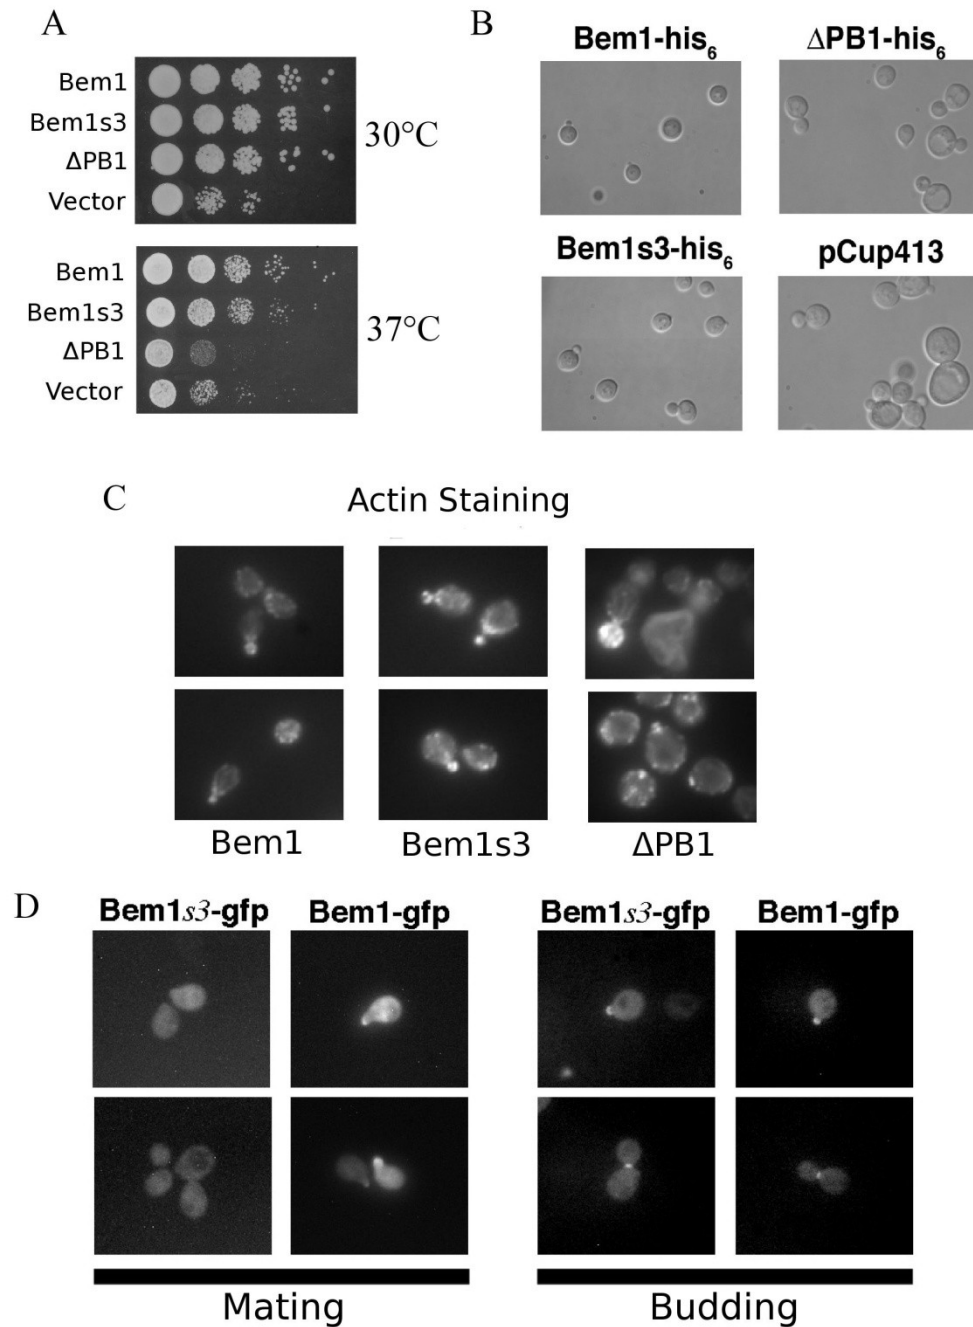 A
Bem1
Bem1s3
ΔPB1
Vector
30°C
Bem1
Bem1s3
ΔPB1
Vector
37°C
B
Bem1-his6
ΔPB1-his6
Bem1s3-his6
pCup413
C
Actin Staining
Bem1
Bem1s3
ΔPB1
D
Bem1s3-gfp
Bem1-gfp
Bem1s3-gfp
Bem1-gfp
Mating
Budding